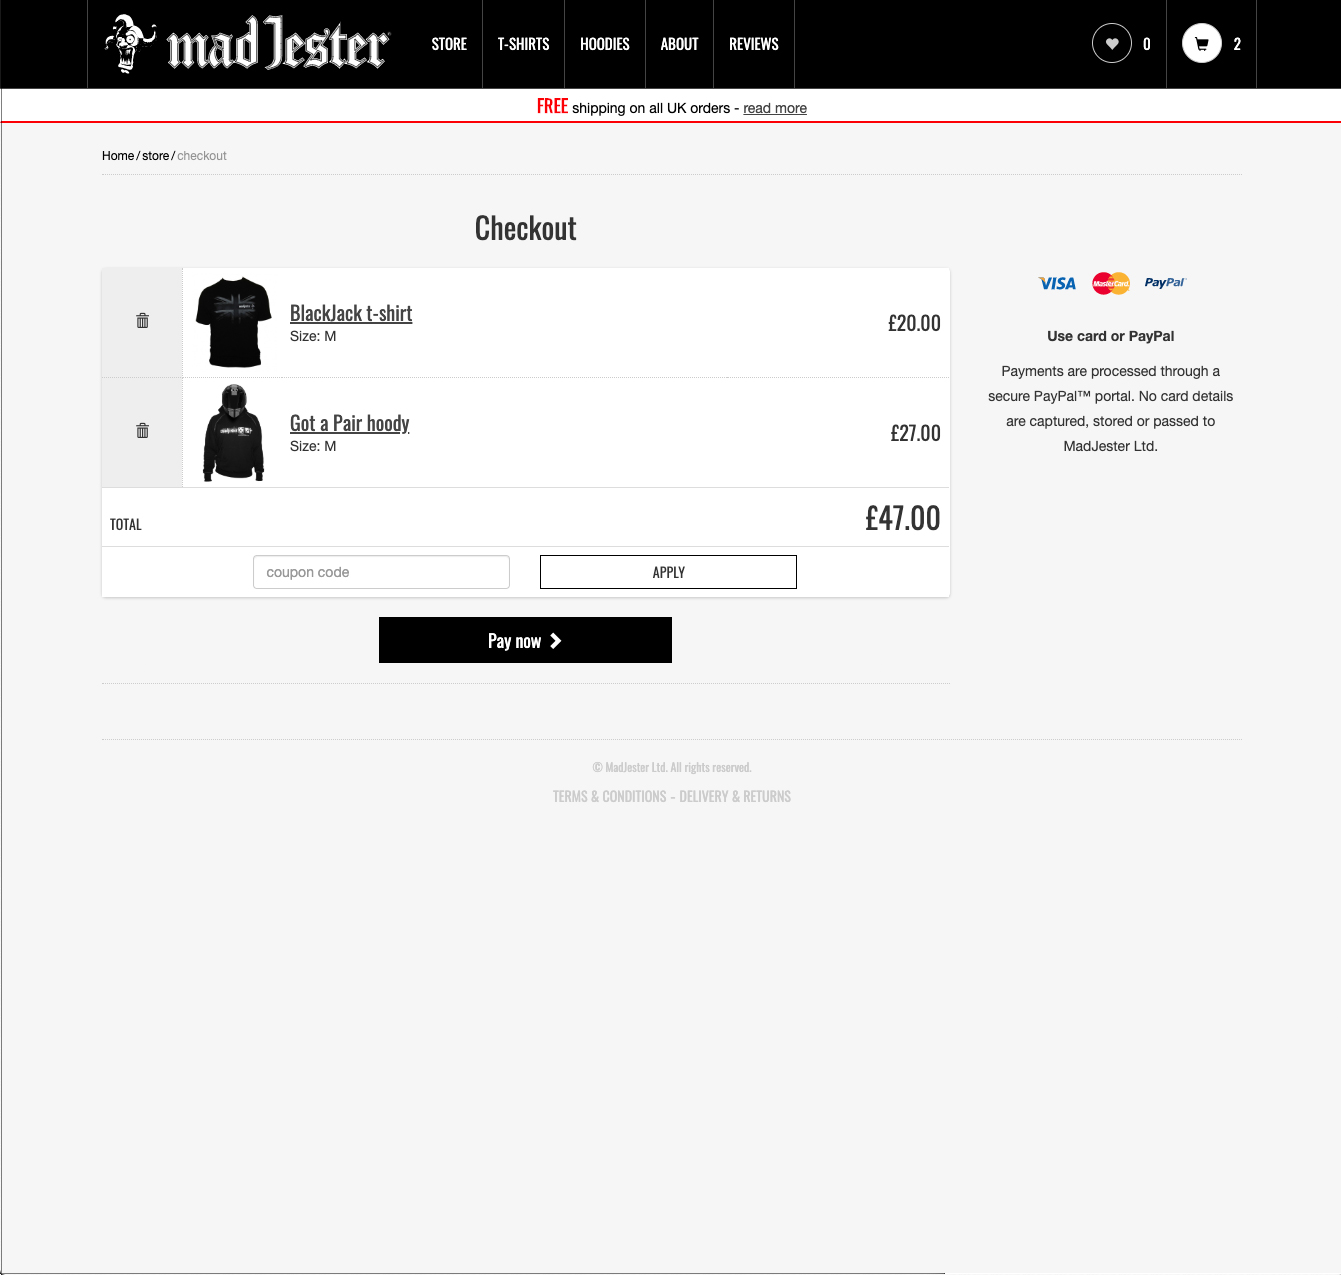 madJester
STORE
T-SHIRTS
HOODIES
ABOUT
REVIEWS
0
2
FREE shipping on all UK orders - read more
Home / store / checkout
Checkout
BlackJack t-shirt
Size: M
£20.00
Got a Pair hoody
Size: M
£27.00
TOTAL
£47.00
coupon code
APPLY
Pay now
VISA
MasterCard
PayPal
Use card or PayPal
Payments are processed through a
secure PayPal™ portal. No card details
are captured, stored or passed to
MadJester Ltd.
© MadJester Ltd. All rights reserved.
TERMS & CONDITIONS - DELIVERY & RETURNS